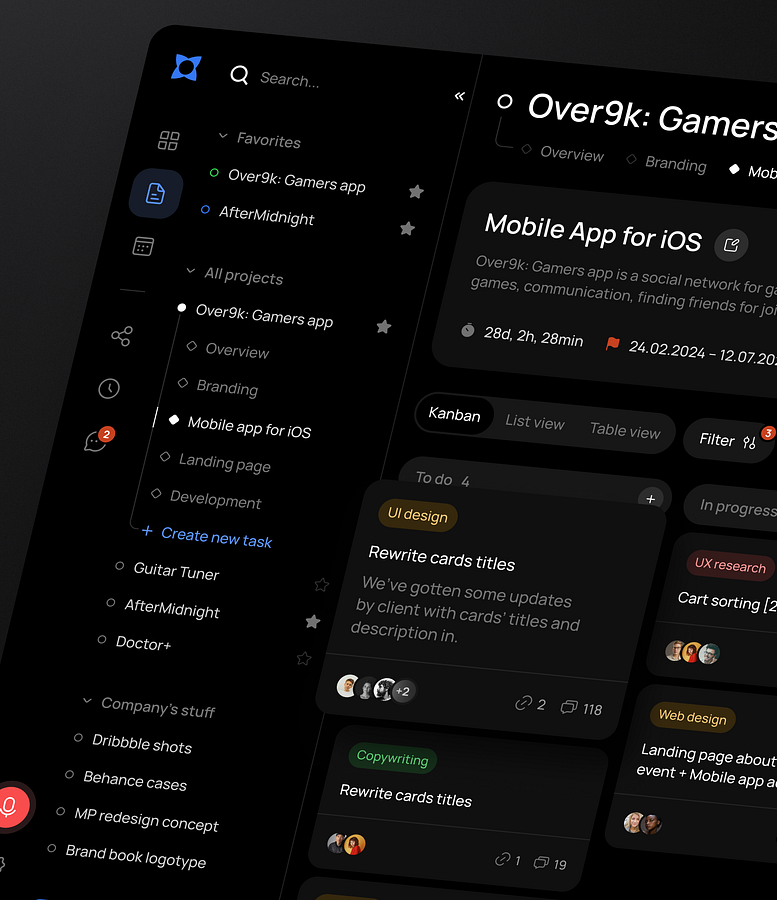 Search...
«
Favorites
Over9k: Gamers app
AfterMidnight
All projects
Over9k: Gamers app
Overview
Branding
Mobile app for iOS
Landing page
Development
+ Create new task
Guitar Tuner
AfterMidnight
Doctor+
Company's stuff
Dribbble shots
Behance cases
MP redesign concept
Brand book logotype
2
Over9k: Gamers
Overview
Branding
Mob
Mobile App for iOS
Over9k: Gamers app is a social network for ga
games, communication, finding friends for joi
28d, 2h, 28min
24.02.2024 – 12.07.202
Kanban
List view
Table view
Filter
3
To do 4
+
UI design
Rewrite cards titles
We've gotten some updates
by client with cards' titles and
description in.
+2
2
118
Copywriting
Rewrite cards titles
1
19
In progress
UX research
Cart sorting [2
Web design
Landing page about
event + Mobile app a